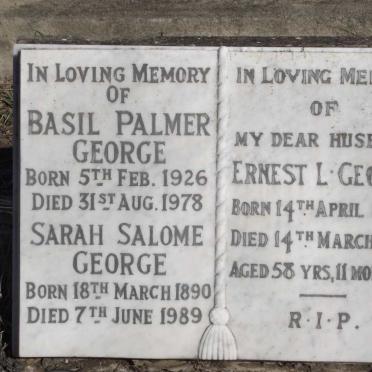 IN LOVING MEMORY
OF
BASIL PALMER
GEORGE
BORN 5TH FEB. 1926
DIED 31ST AUG. 1978
SARAH SALOME
GEORGE
BORN 18TH MARCH 1890
DIED 7TH JUNE 1989
IN LOVING
OF
MY DEAR
ERNEST L.
BORN 14TH APRIL
DIED 14TH MARCH
AGED 58 YRS, 11
R.I.P.